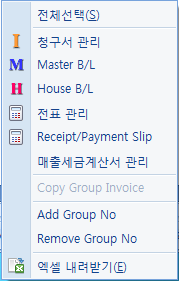 전체선택(S)
I 청구서 관리
M Master B/L
H House B/L
전표 관리
Receipt/Payment Slip
매출세금계산서 관리
Copy Group Invoice
Add Group No
Remove Group No
엑셀 내려받기(E)